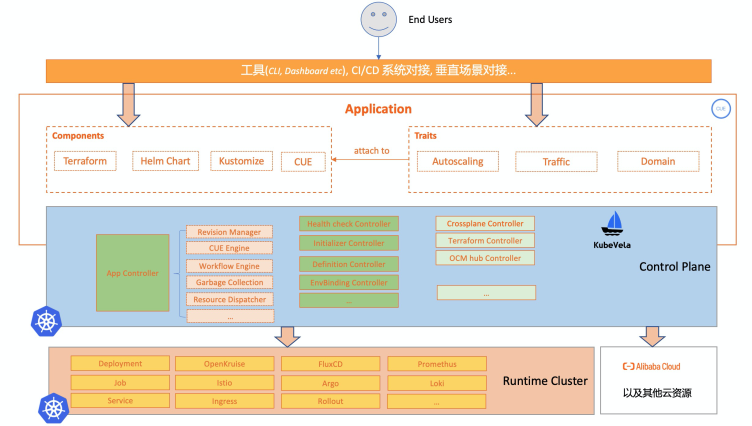 End Users
工具(CLI, Dashboard etc), CI/CD 系统对接, 垂直场景对接...
Application
CUE
Components
Terraform
Helm Chart
Kustomize
CUE
attach to
Traits
Autoscaling
Traffic
Domain
App Controller
Revision Manager
CUE Engine
Workflow Engine
Garbage Collection
Resource Dispatcher
...
Health check Controller
Initializer Controller
Definition Controller
EnvBinding Controller
...
Crossplane Controller
Terraform Controller
OCM hub Controller
...
KubeVela
Control Plane
Deployment
OpenKruise
FluxCD
Promethus
Job
Istio
Argo
Loki
Service
Ingress
Rollout
...
Runtime Cluster
Alibaba Cloud
以及其他云资源